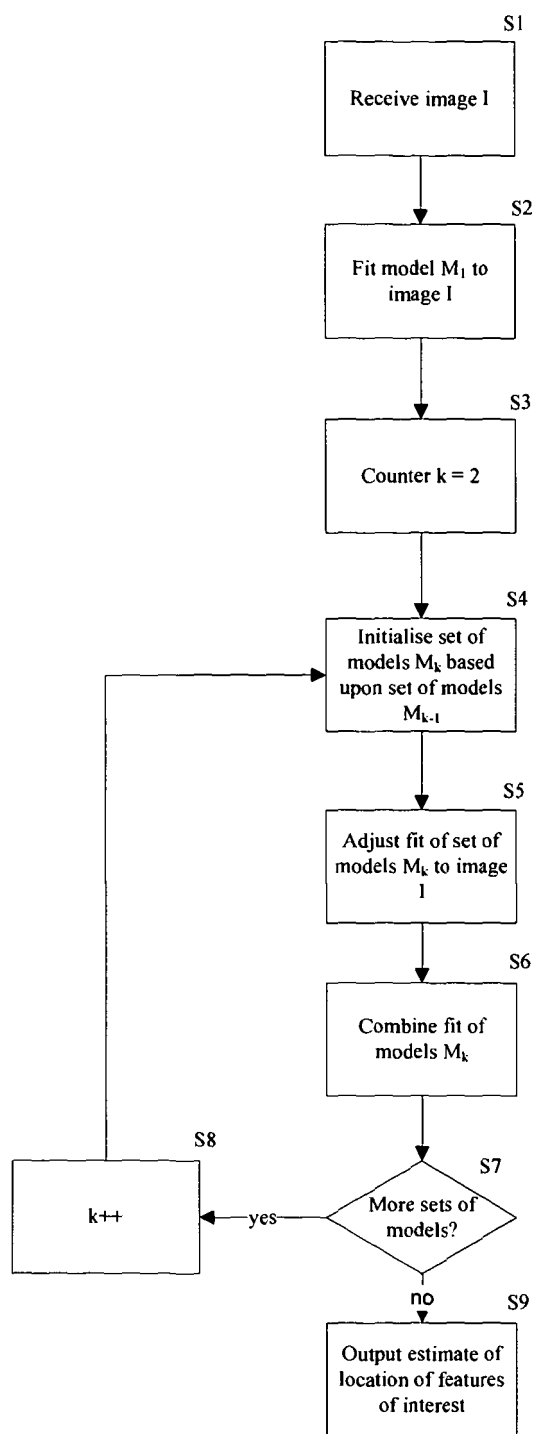 S1
Receive image I
S2
Fit model M₁ to
image I
S3
Counter k = 2
S4
Initialise set of
models Mₖ based
upon set of models
Mₖ₋₁
S5
Adjust fit of set of
models Mₖ to image
I
S6
Combine fit of
models Mₖ
S7
More sets of
models?
yes
S8
k++
no
S9
Output estimate of
location of features
of interest